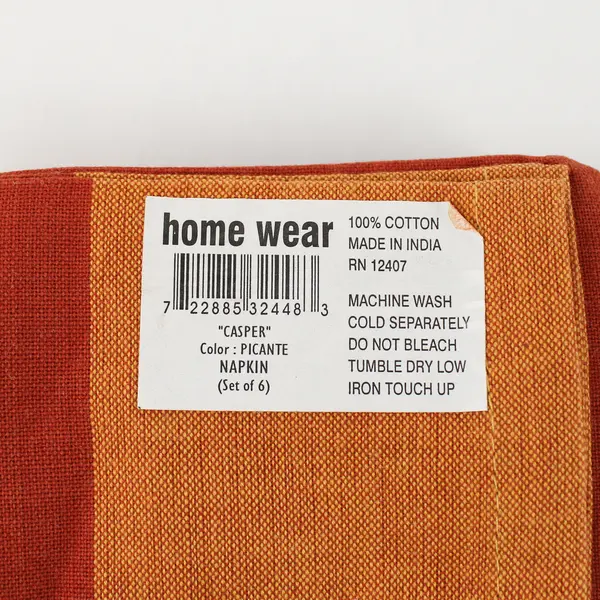 home wear
7 22885 32448 3
"CASPER"
Color : PICANTE
NAPKIN
(Set of 6)
100% COTTON
MADE IN INDIA
RN 12407
MACHINE WASH
COLD SEPARATELY
DO NOT BLEACH
TUMBLE DRY LOW
IRON TOUCH UP